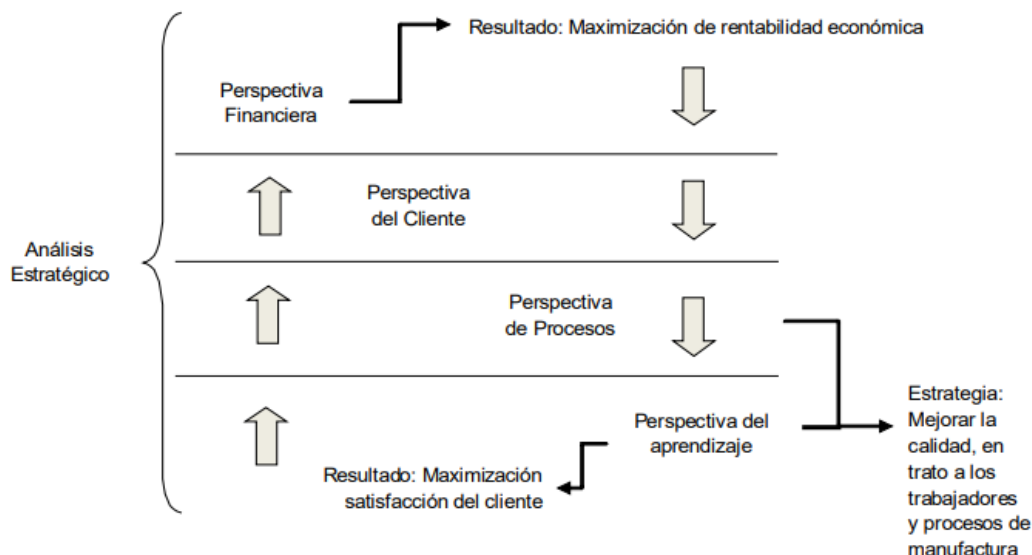 Resultado: Maximización de rentabilidad económica
Perspectiva
Financiera
Perspectiva
del Cliente
Análisis
Estratégico
Perspectiva
de Procesos
Perspectiva del
aprendizaje
Resultado: Maximización
satisfacción del cliente
Estrategia:
Mejorar la
calidad, en
trato a los
trabajadores
y procesos de
manufactura